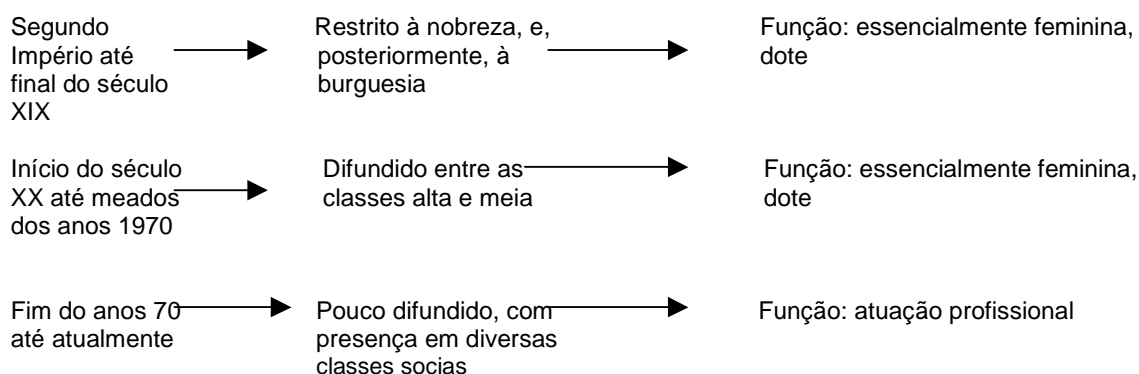 Segundo
Império até
final do século
XIX
Restrito à nobreza, e,
posteriormente, à
burguesia
Função: essencialmente feminina,
dote
Início do século
XX até meados
dos anos 1970
Difundido entre as
classes alta e meia
Função: essencialmente feminina,
dote
Fim do anos 70
até atualmente
Pouco difundido, com
presença em diversas
classes socias
Função: atuação profissional